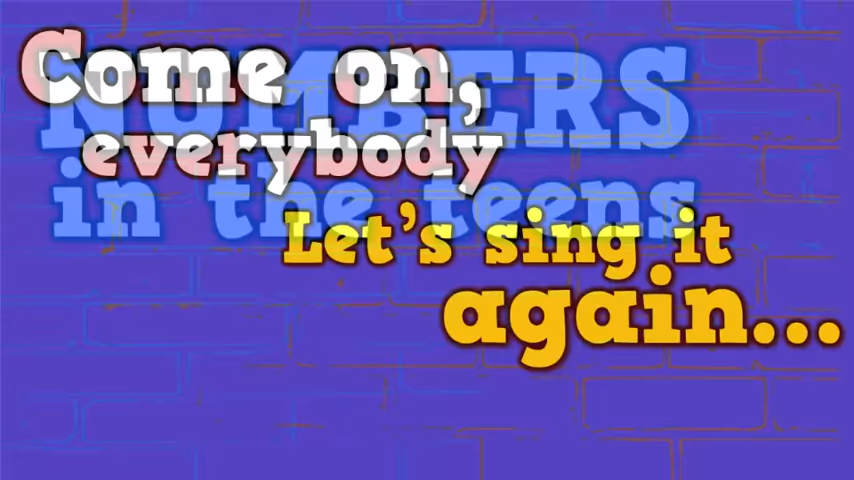 Come on,
NUMBERS
everybody
in the teens
Let's sing it
again...